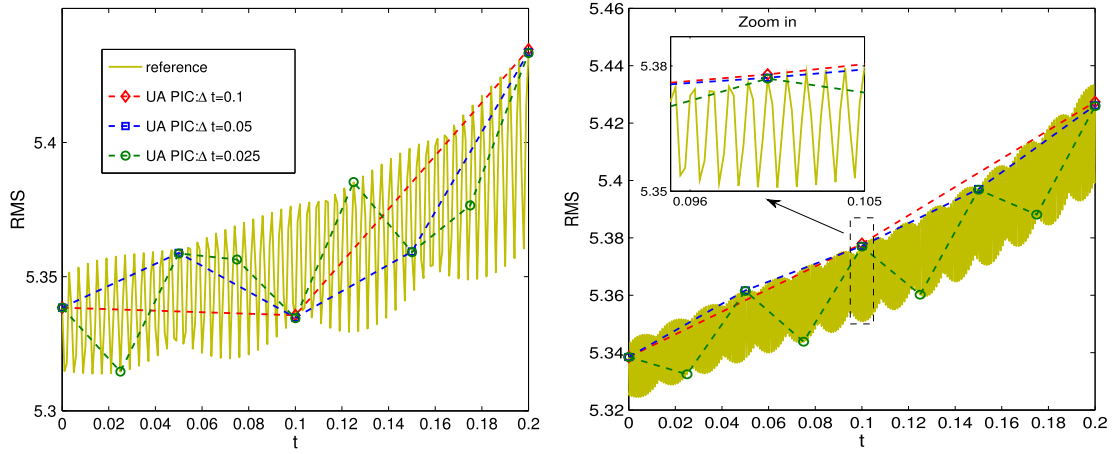 reference
UA PIC:Δ t=0.1
UA PIC:Δ t=0.05
UA PIC:Δ t=0.025
5.4
5.35
5.3
RMS
0 0.02 0.04 0.06 0.08 0.1 0.12 0.14 0.16 0.18 0.2
t
Zoom in
5.38
5.35
0.096 0.105
5.46
5.44
5.42
5.4
5.38
5.36
5.34
5.32
RMS
0 0.02 0.04 0.06 0.08 0.1 0.12 0.14 0.16 0.18 0.2
t